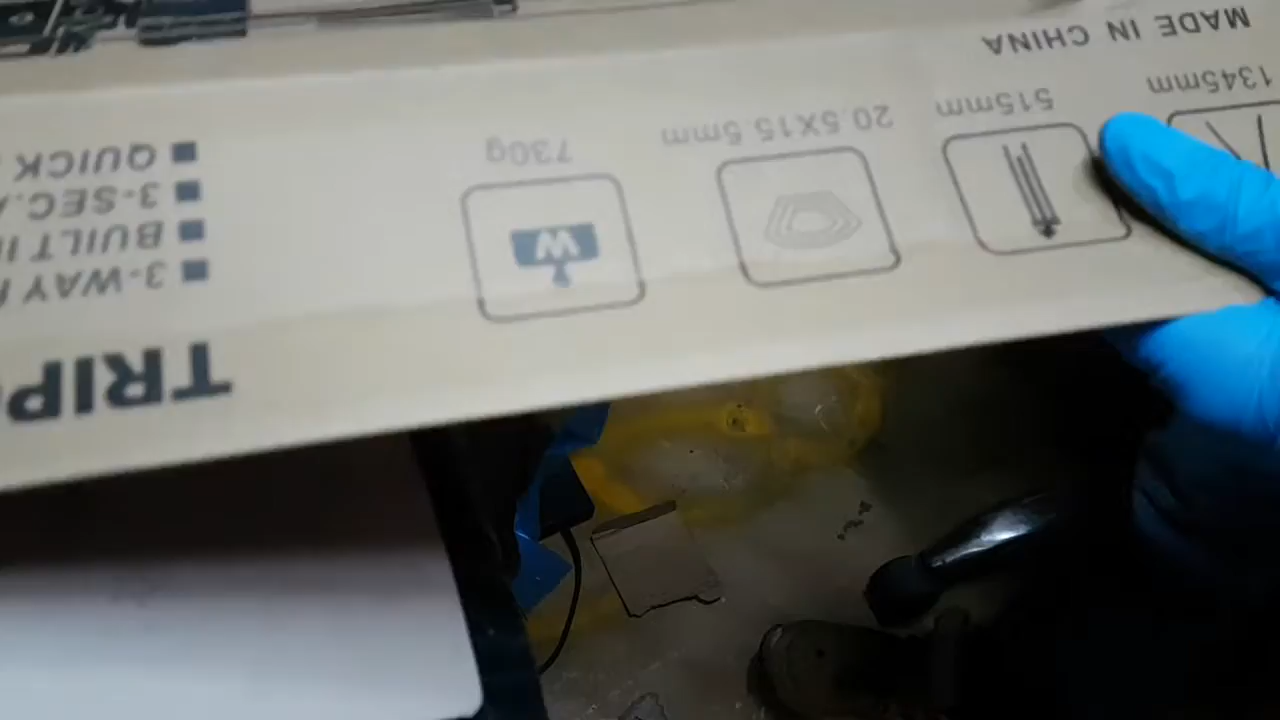 TRIP
■ 3-WAY
■ BUILT I
■ 3-SEC.
■ QUICK
W
1345mm
515mm
20.5X15.5mm
730g
MADE IN CHINA